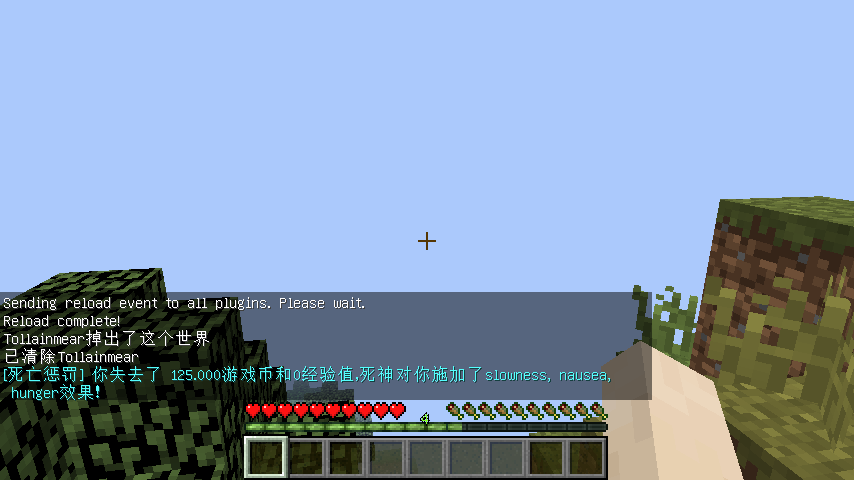 Sending reload event to all plugins. Please wait.
Reload complete!
Tollainmear掉出了这个世界
已清除Tollainmear
[死亡惩罚] 你失去了 125.000游戏币和0经验值,死神对你施加了slowness, nausea,
hunger效果!